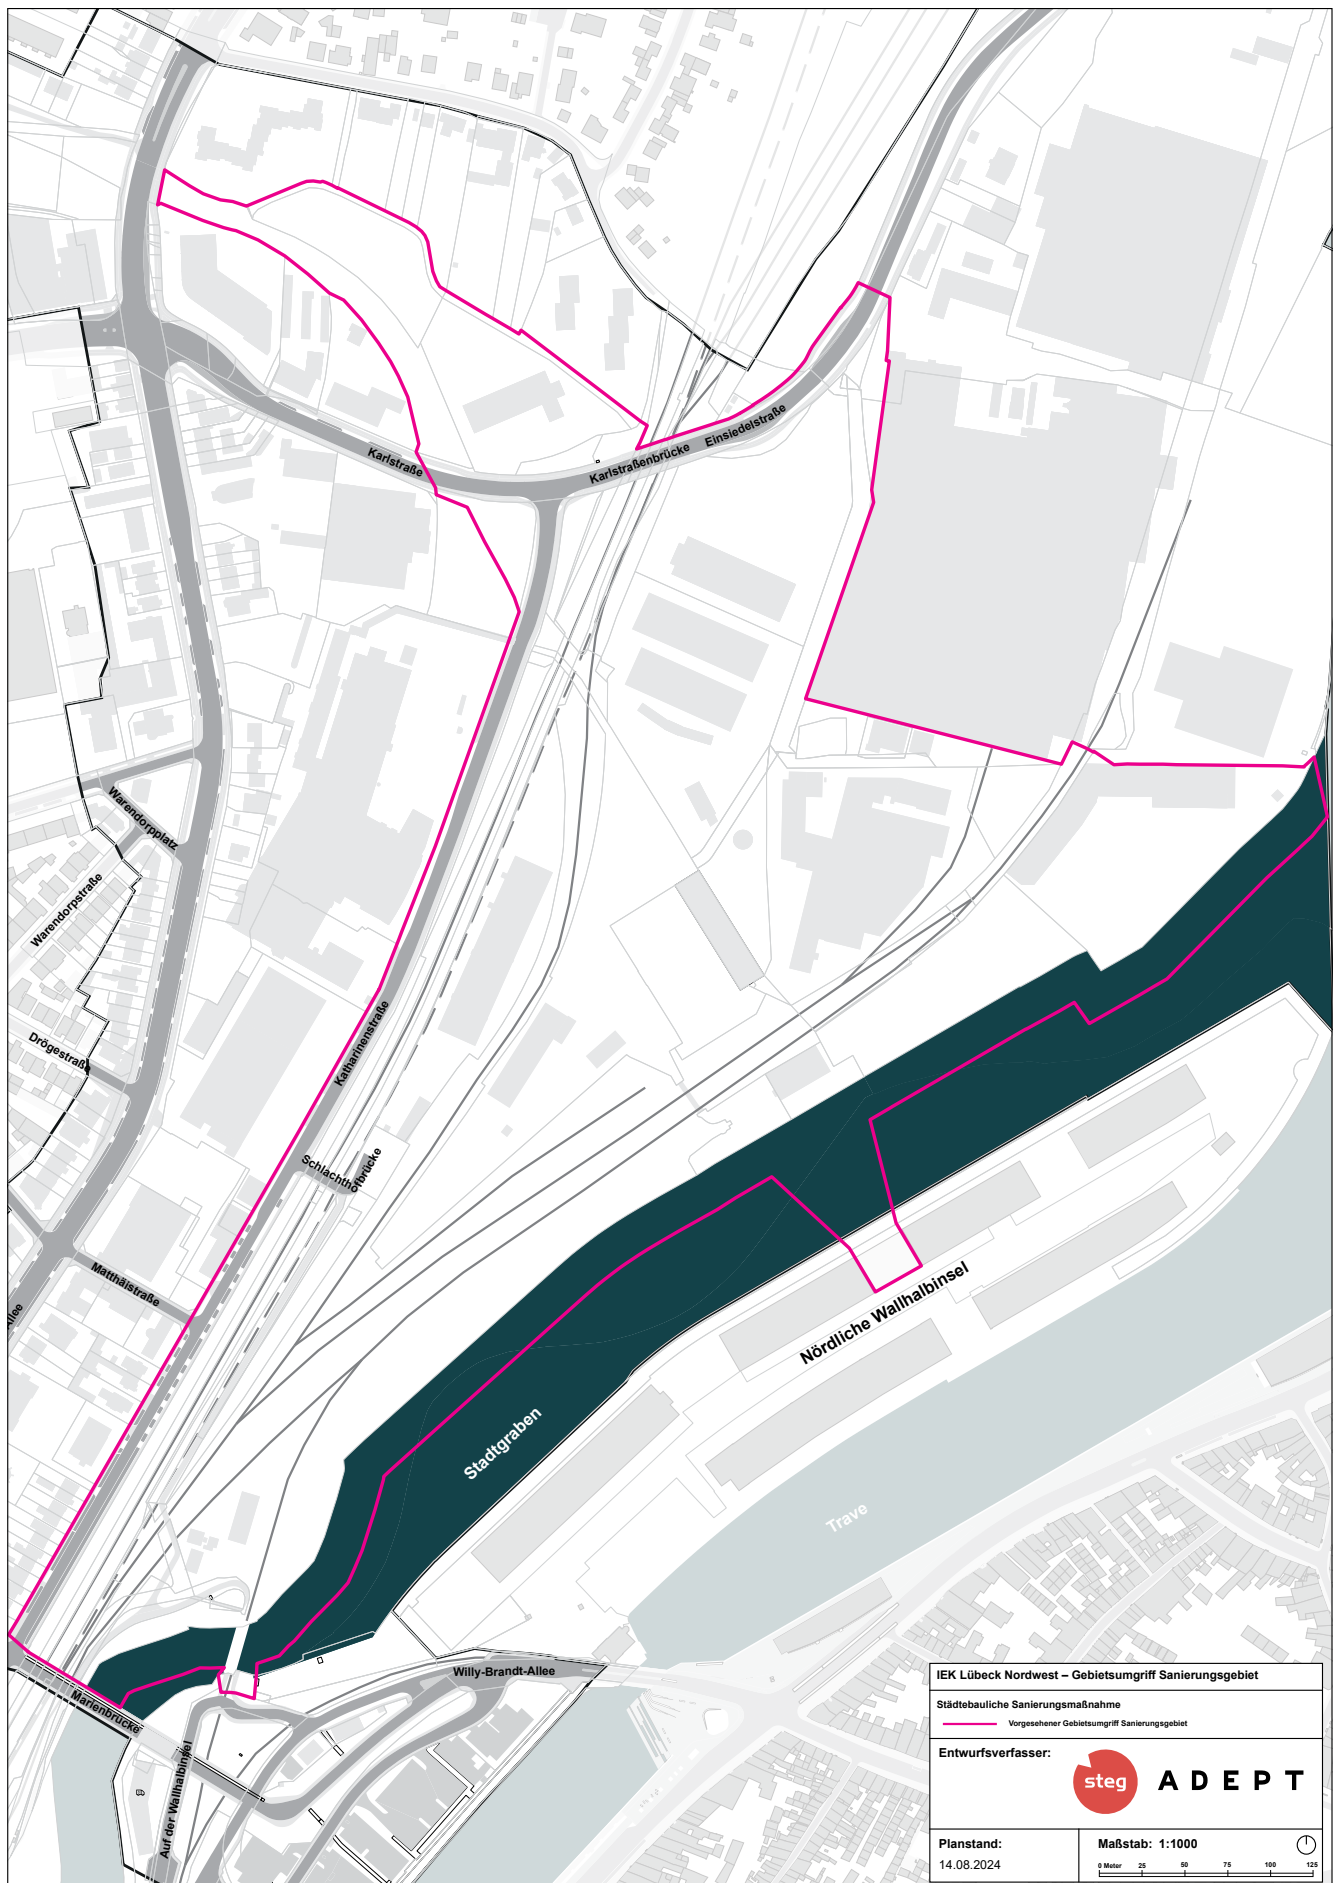 Einsiedelstraße
Karlstraßenbrücke
Karlstraße
Warendorpplatz
Warendorpstraße
Drögestraß
Katharinenstraße
Schlachthofbrücke
Matthäistraße
Allee
Nördliche Wallhalbinsel
Stadtgraben
Trave
Willy-Brandt-Allee
Marienbrücke
Auf der Wallhalbinsel
IEK Lübeck Nordwest – Gebietsumgriff Sanierungsgebiet
Städtebauliche Sanierungsmaßnahme
Vorgesehener Gebietsumgriff Sanierungsgebiet
Entwurfsverfasser:
steg
ADEPT
Planstand:
14.08.2024
Maßstab: 1:1000
0 Meter 25 50 75 100 125